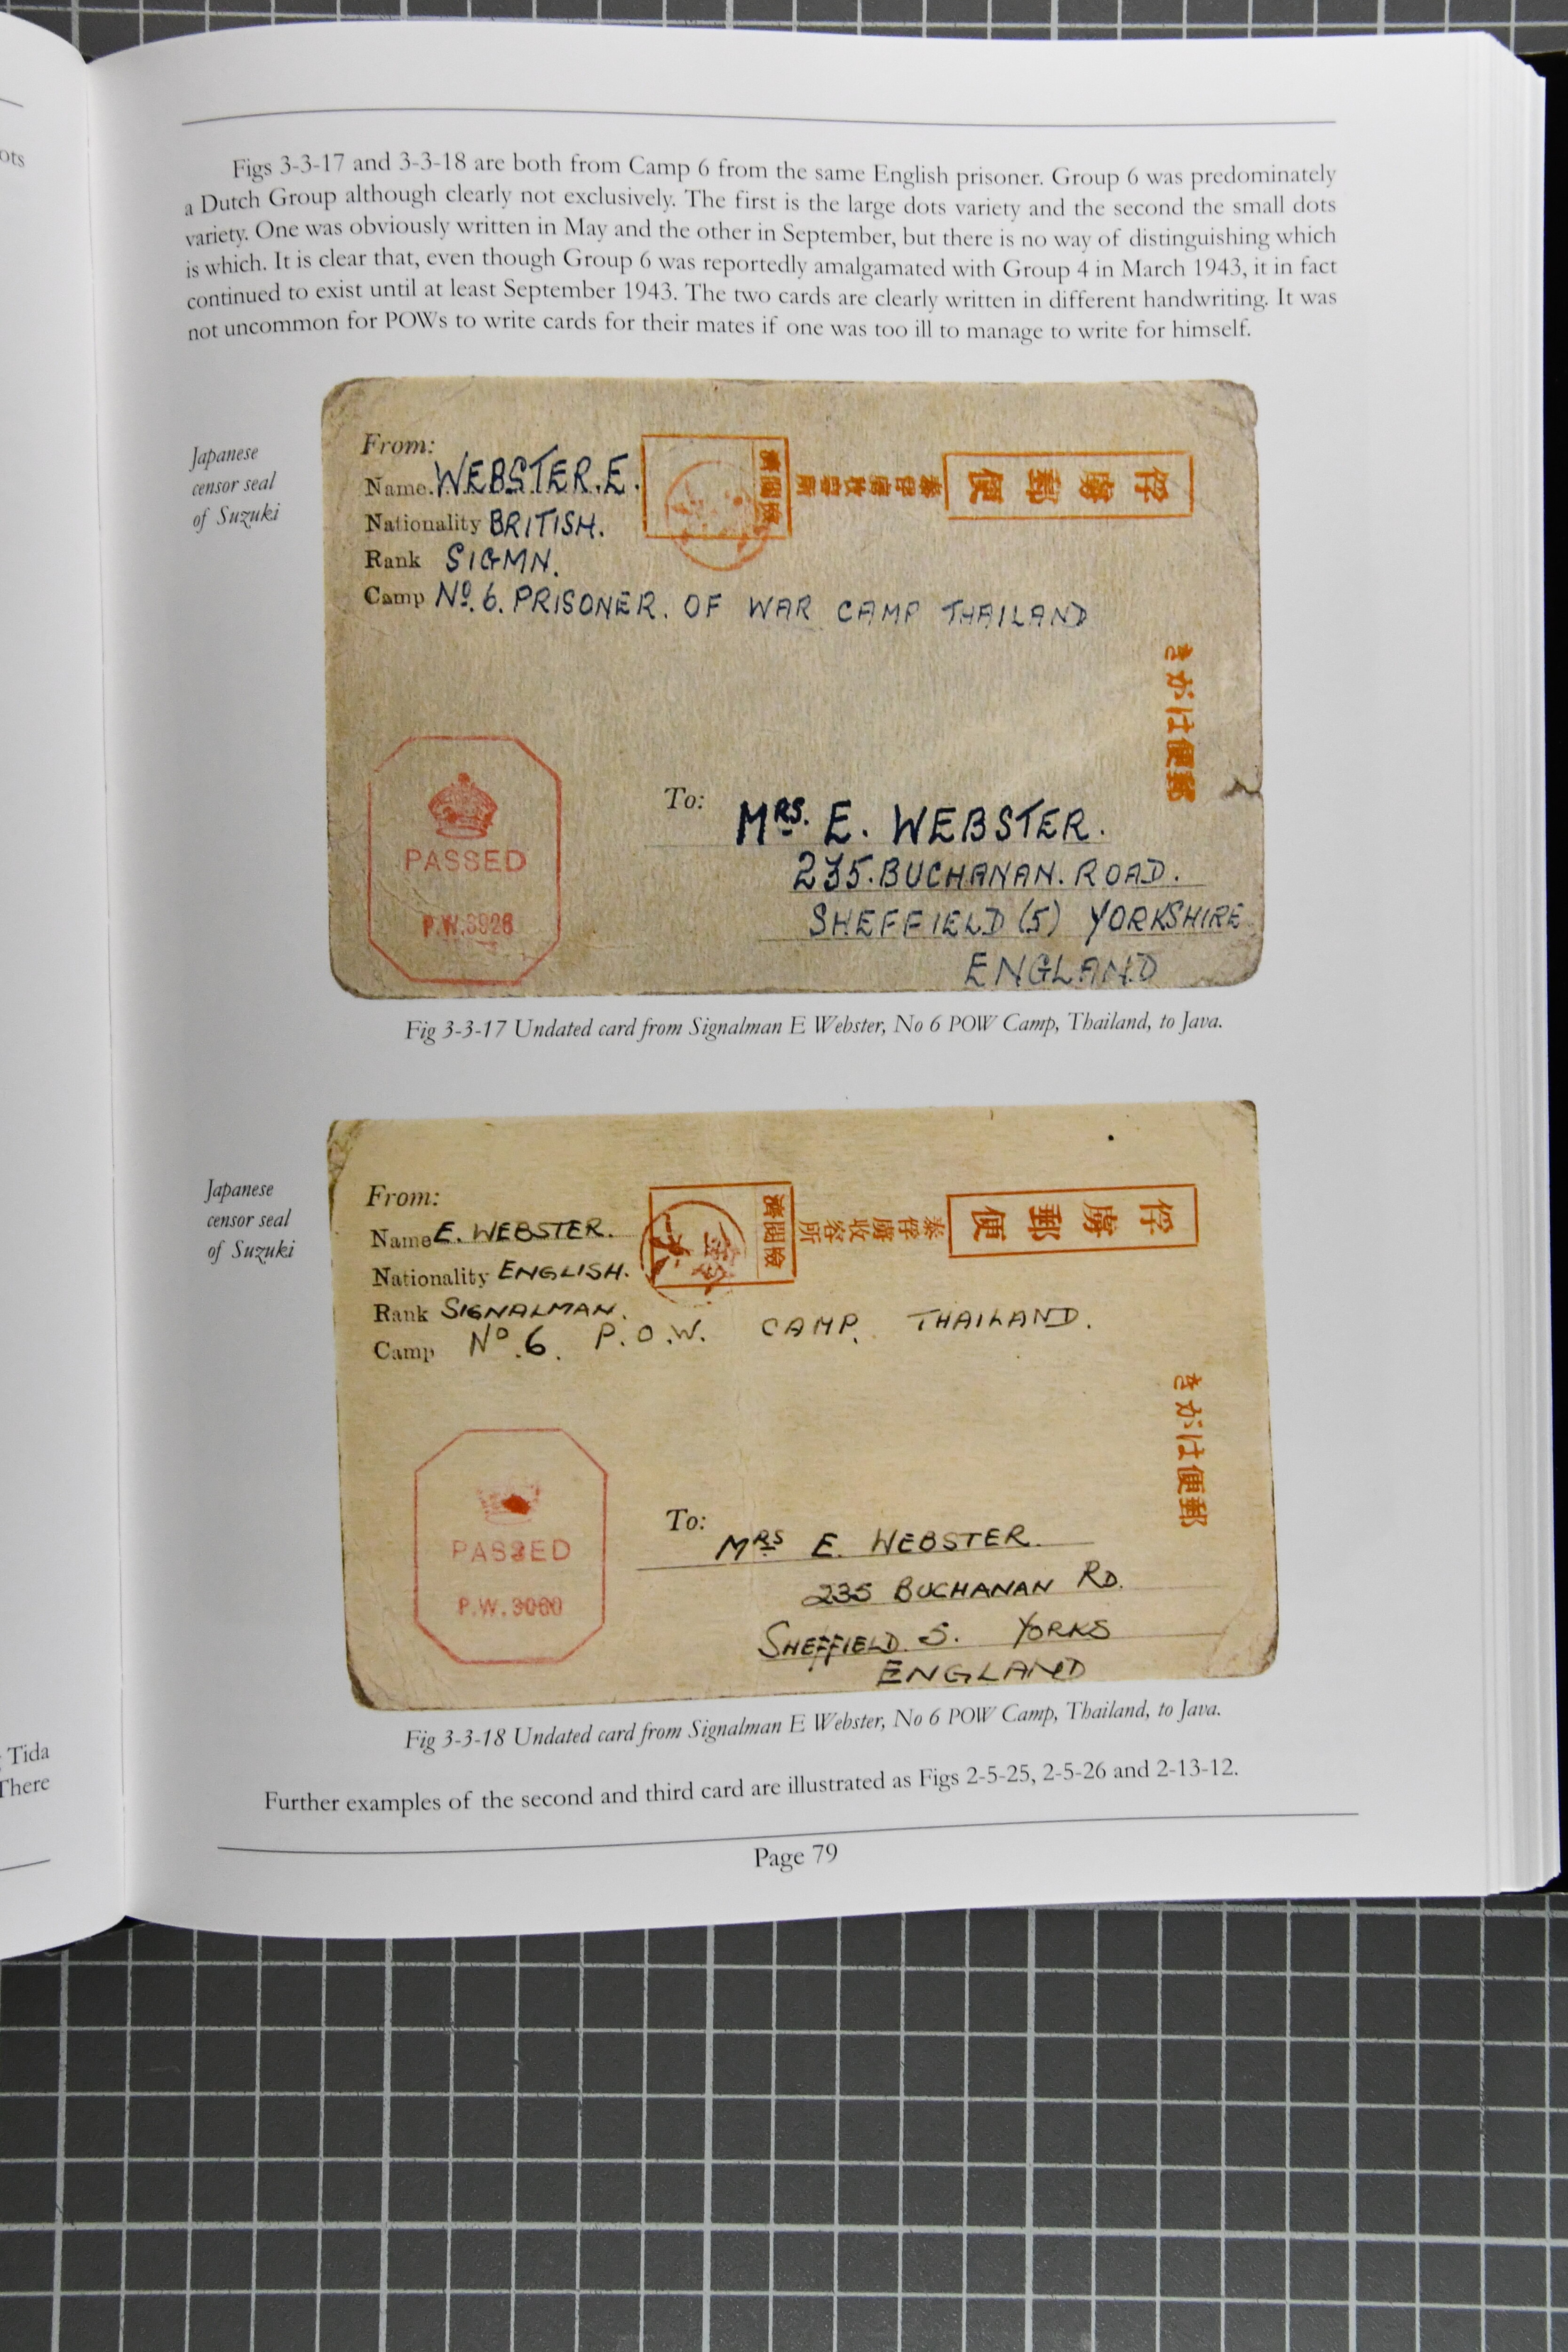 ots
Tida
There
Figs 3-3-17 and 3-3-18 are both from Camp 6 from the same English prisoner. Group 6 was predominately
a Dutch Group although clearly not exclusively. The first is the large dots variety and the second the small dots
variety. One was obviously written in May and the other in September, but there is no way of distinguishing which
is which. It is clear that, even though Group 6 was reportedly amalgamated with Group 4 in March 1943, it in fact
continued to exist until at least September 1943. The two cards are clearly written in different handwriting. It was
not uncommon for POWs to write cards for their mates if one was too ill to manage to write for himself.
Japanese
censor seal
of Suzuki
From:
Name. WEBSTER. E.
Nationality BRITISH.
Rank SIGMN.
Camp No. 6. PRISONER. OF WAR CAMP THAILAND
俘虜郵便
泰俘虜收容所
檢閲濟
きがは便郵
PASSED
P.W.3926
To: MRS. E. WEBSTER.
235. BUCHANAN. ROAD.
SHEFFIELD (5) YORKSHIRE
ENGLAND
Fig 3-3-17 Undated card from Signalman E Webster, No 6 POW Camp, Thailand, to Java.
Japanese
censor seal
of Suzuki
From:
Name E. WEBSTER.
Nationality ENGLISH.
Rank SIGNALMAN.
Camp No. 6. P.O.W. CAMP. THAILAND.
俘虜郵便
泰俘虜收容所
檢閲濟
きがは便郵
PASSED
P.W.
To: MRS E. WEBSTER.
235 BUCHANAN RD.
SHEFFIELD. 5. YORKS
ENGLAND
Fig 3-3-18 Undated card from Signalman E Webster, No 6 POW Camp, Thailand, to Java.
Further examples of the second and third card are illustrated as Figs 2-5-25, 2-5-26 and 2-13-12.
Page 79